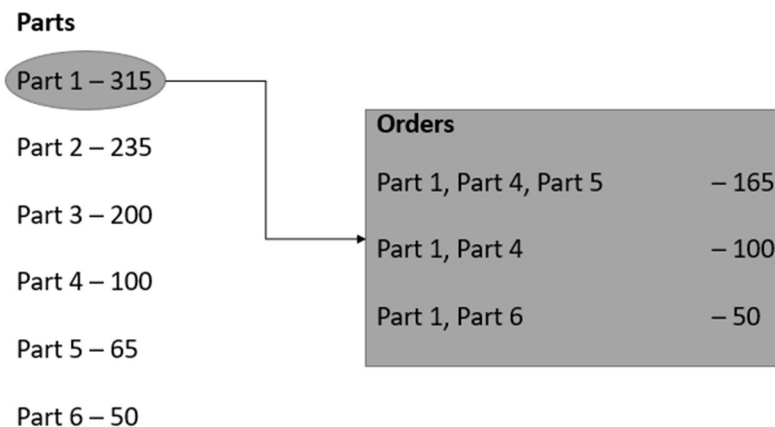 Parts
Part 1 – 315
Part 2 – 235
Part 3 – 200
Part 4 – 100
Part 5 – 65
Part 6 – 50
Orders
Part 1, Part 4, Part 5 – 165
Part 1, Part 4 – 100
Part 1, Part 6 – 50